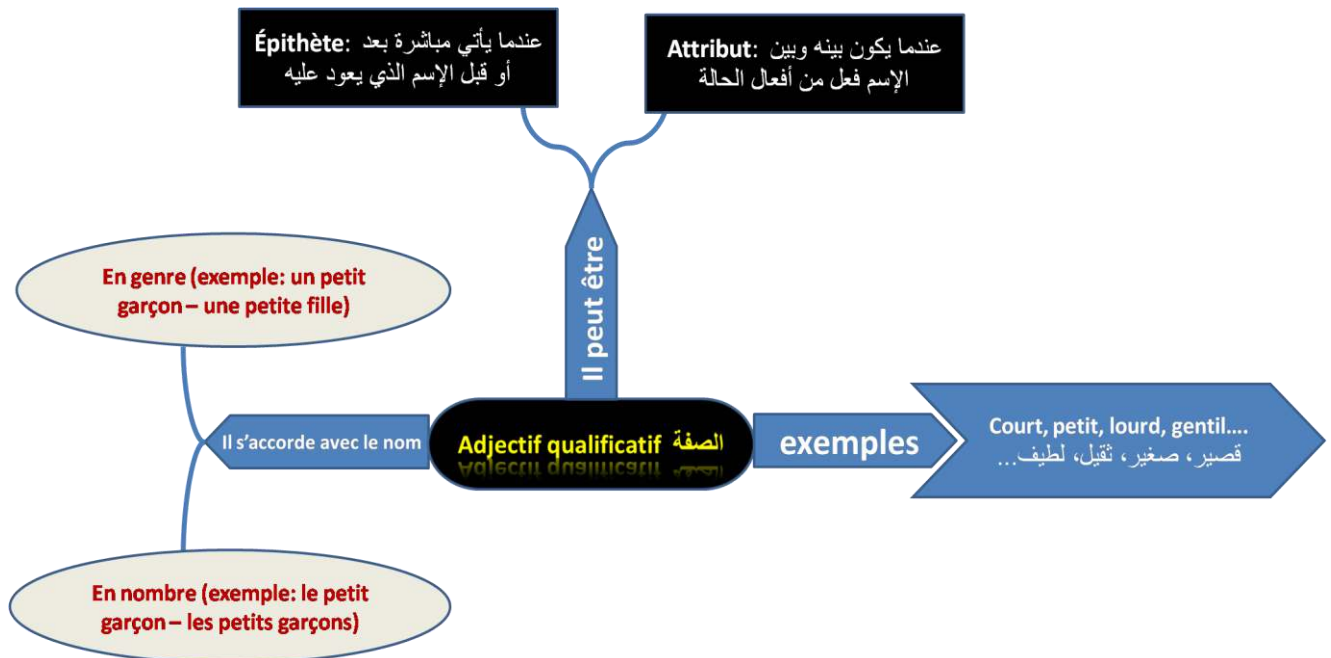 Épithète: عندما يأتي مباشرة بعد
أو قبل الإسم الذي يعود عليه
Attribut: عندما يكون بينه وبين
الإسم فعل من أفعال الحالة
Il peut être
En genre (exemple: un petit
garçon – une petite fille)
Il s’accorde avec le nom
Adjectif qualificatif الصفة
exemples
Court, petit, lourd, gentil....
قصير، صغير، ثقيل، لطيف...
En nombre (exemple: le petit
garçon – les petits garçons)